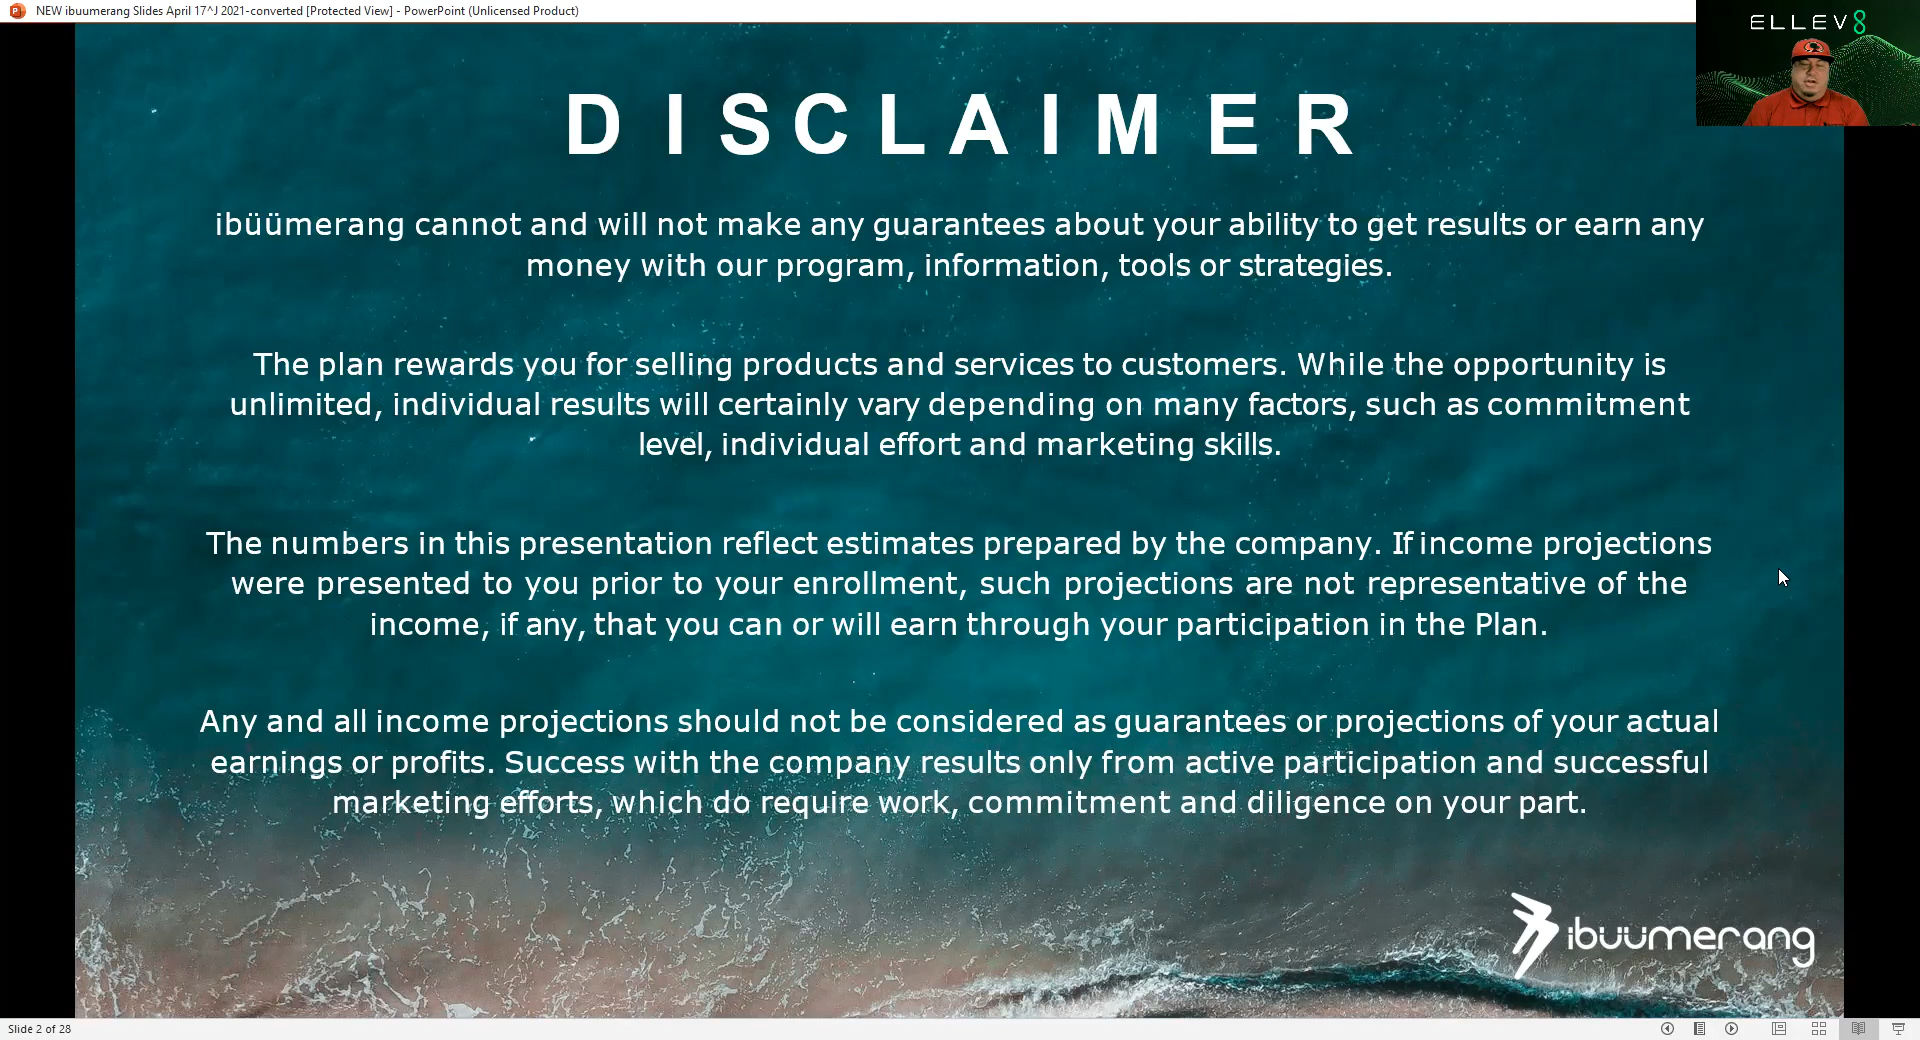 NEW ibuumerang Slides April 17^J 2021-converted [Protected View] - PowerPoint (Unlicensed Product)
ELLEV8
DISCLAIMER
ibüümerang cannot and will not make any guarantees about your ability to get results or earn any
money with our program, information, tools or strategies.
The plan rewards you for selling products and services to customers. While the opportunity is
unlimited, individual results will certainly vary depending on many factors, such as commitment
level, individual effort and marketing skills.
The numbers in this presentation reflect estimates prepared by the company. If income projections
were presented to you prior to your enrollment, such projections are not representative of the
income, if any, that you can or will earn through your participation in the Plan.
Any and all income projections should not be considered as guarantees or projections of your actual
earnings or profits. Success with the company results only from active participation and successful
marketing efforts, which do require work, commitment and diligence on your part.
ibüümerang
Slide 2 of 28